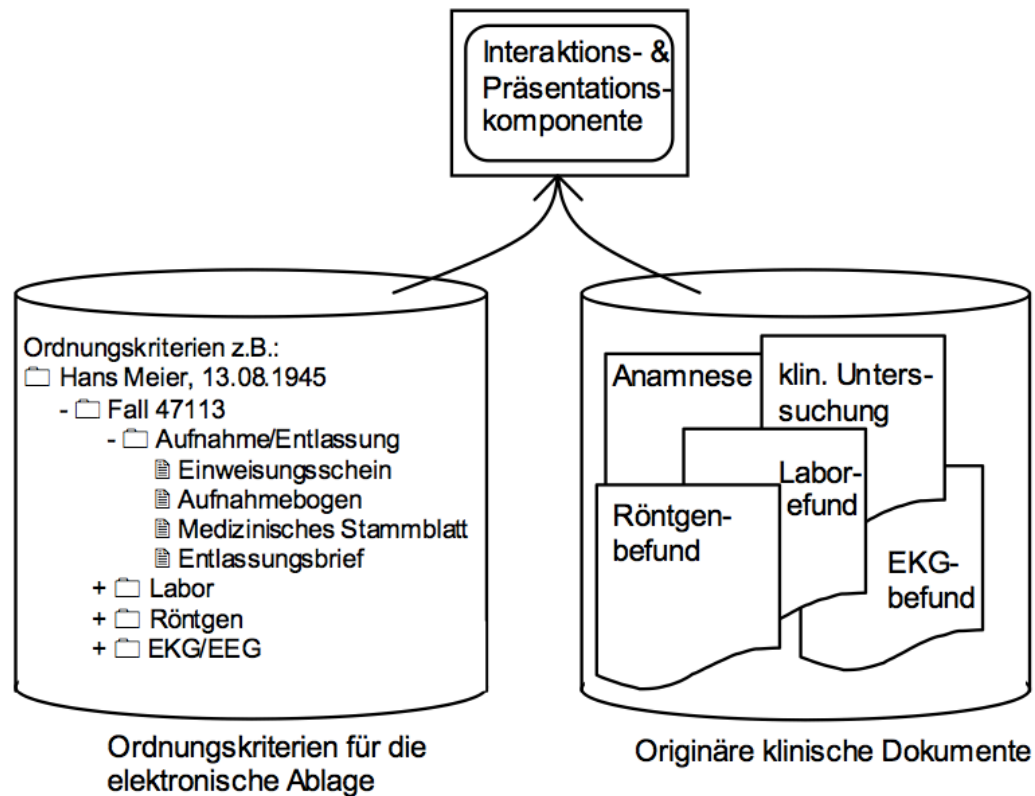 Interaktions- &
Präsentations-
komponente
Ordnungskriterien z.B.:
Hans Meier, 13.08.1945
- Fall 47113
- Aufnahme/Entlassung
Einweisungsschein
Aufnahmebogen
Medizinisches Stammblatt
Entlassungsbrief
+ Labor
+ Röntgen
+ EKG/EEG
Anamnese
klin. Unters-
suchung
Labor-
efund
Röntgen-
befund
EKG-
befund
Ordnungskriterien für die
elektronische Ablage
Originäre klinische Dokumente